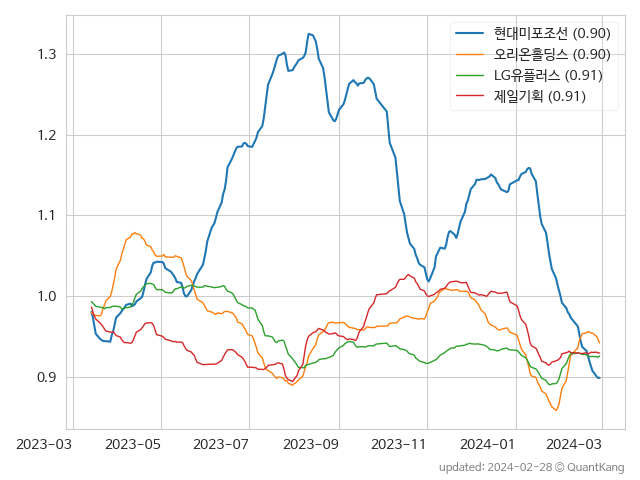 현대미포조선 (0.90)
오리온홀딩스 (0.90)
LG유플러스 (0.91)
제일기획 (0.91)
1.3
1.2
1.1
1.0
0.9
2023-03 2023-05 2023-07 2023-09 2023-11 2024-01 2024-03
updated: 2024-02-28 © QuantKang